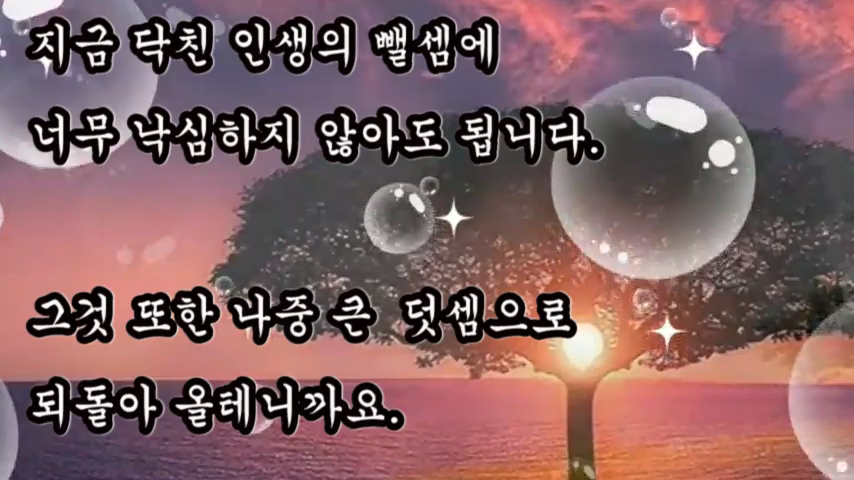 지금 닥친 인생의 뺄셈에
너무 낙심하지 않아도 됩니다.
그것 또한 나중 큰 덧셈으로
되돌아 올테니까요.